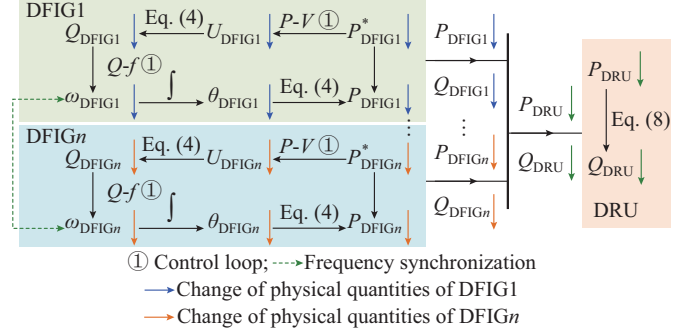 DFIG1
Q_DFIG1 Eq. (4) U_DFIG1 P-V ① P*_DFIG1
Q-f ① ∫
ω_DFIG1 θ_DFIG1 Eq. (4) P_DFIG1
DFIGn
Q_DFIGn Eq. (4) U_DFIGn P-V ① P*_DFIGn
Q-f ① ∫
ω_DFIGn θ_DFIGn Eq. (4) P_DFIGn
P_DFIG1
Q_DFIG1
P_DFIGn
Q_DFIGn
P_DRU
Q_DRU
P_DRU
Eq. (8)
Q_DRU
DRU
① Control loop; Frequency synchronization
Change of physical quantities of DFIG1
Change of physical quantities of DFIGn